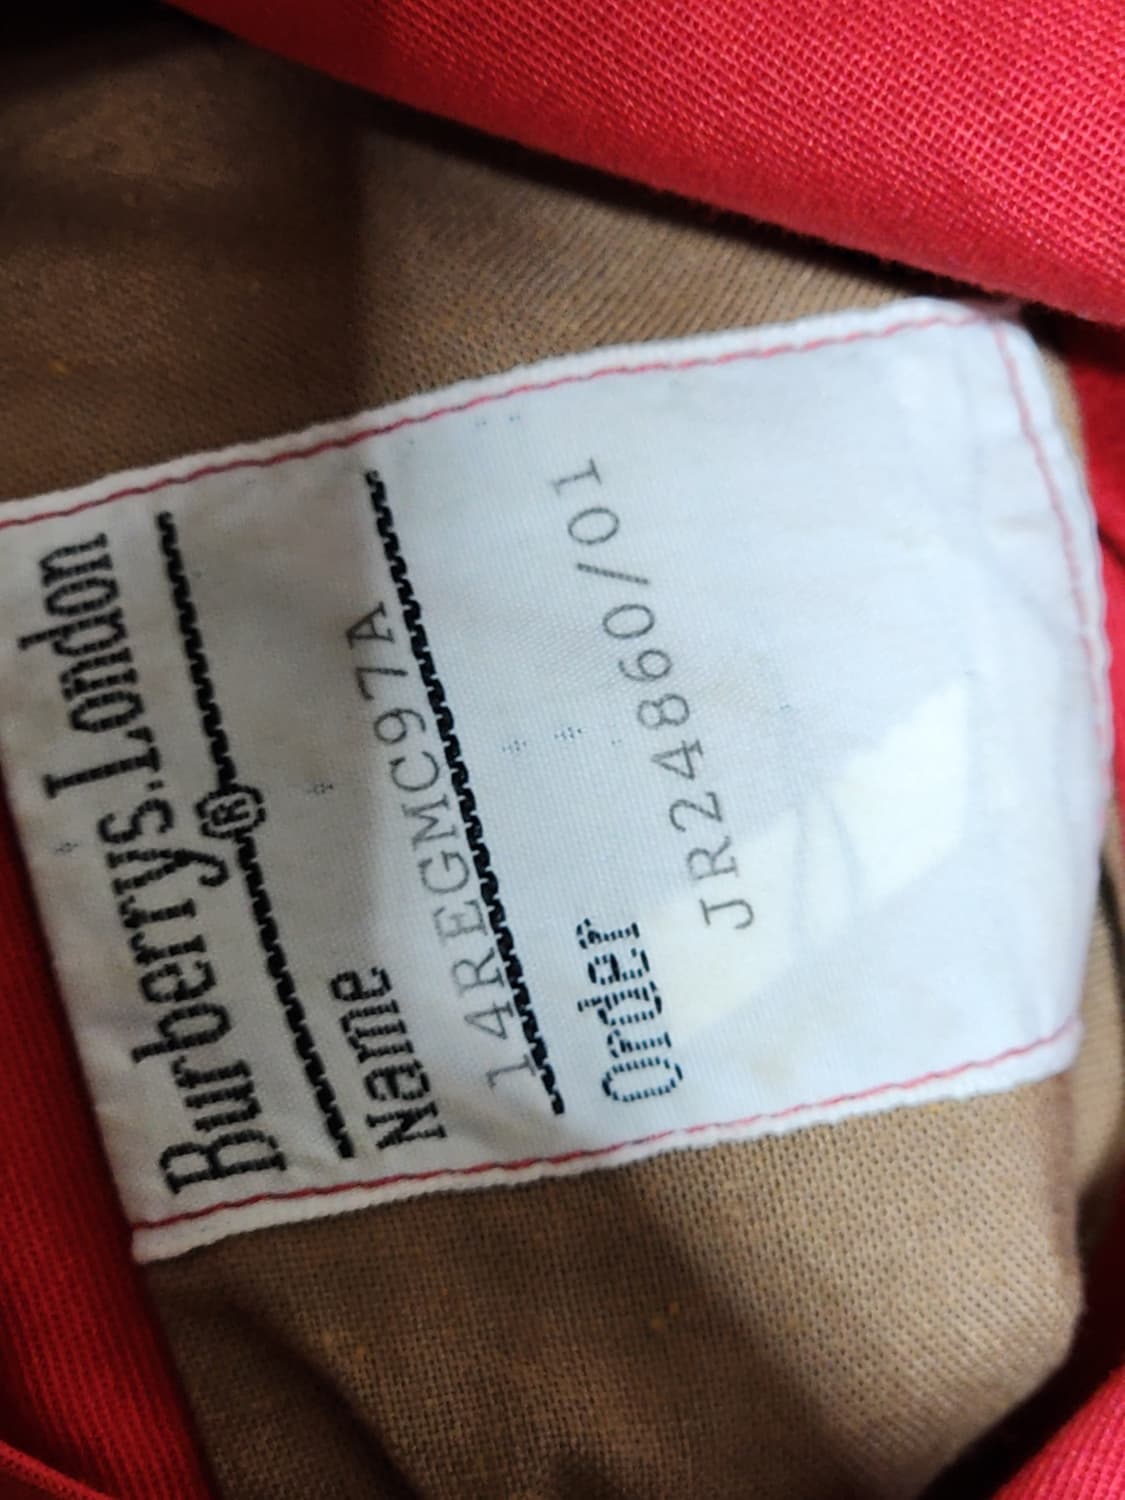 Burberrys.London
®
Name
14REGMC97A
Order
JR24860/01